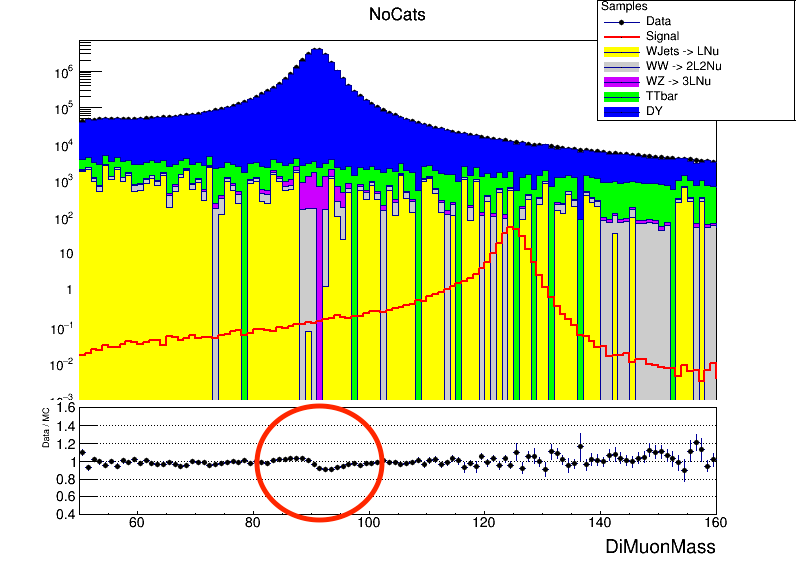 NoCats
Samples
Data
Signal
WJets -> LNu
WW -> 2L2Nu
WZ -> 3LNu
TTbar
DY
10^6
10^5
10^4
10^3
10^2
10
1
10^-1
10^-2
10^-3
Data / MC
1.6
1.4
1.2
1
0.8
0.6
0.4
60 80 100 120 140 160
DiMuonMass